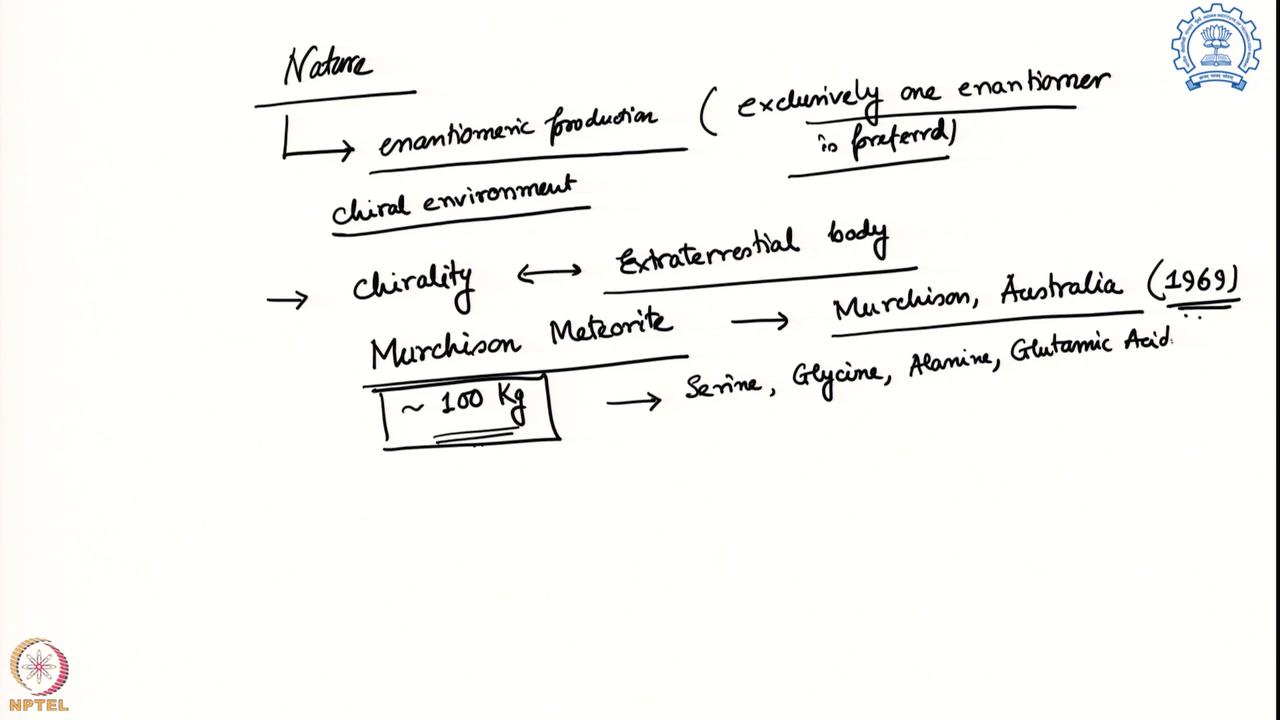 Nature
↳ enantiomeric production ( exclusively one enantiomer
is preferrd)
chiral environment
→ chirality ↔ Extraterrestial body
Murchison Meteorite → Murchison, Australia (1969)
~ 100 Kg → Serine, Glycine, Alanine, Glutamic Acid.
NPTEL